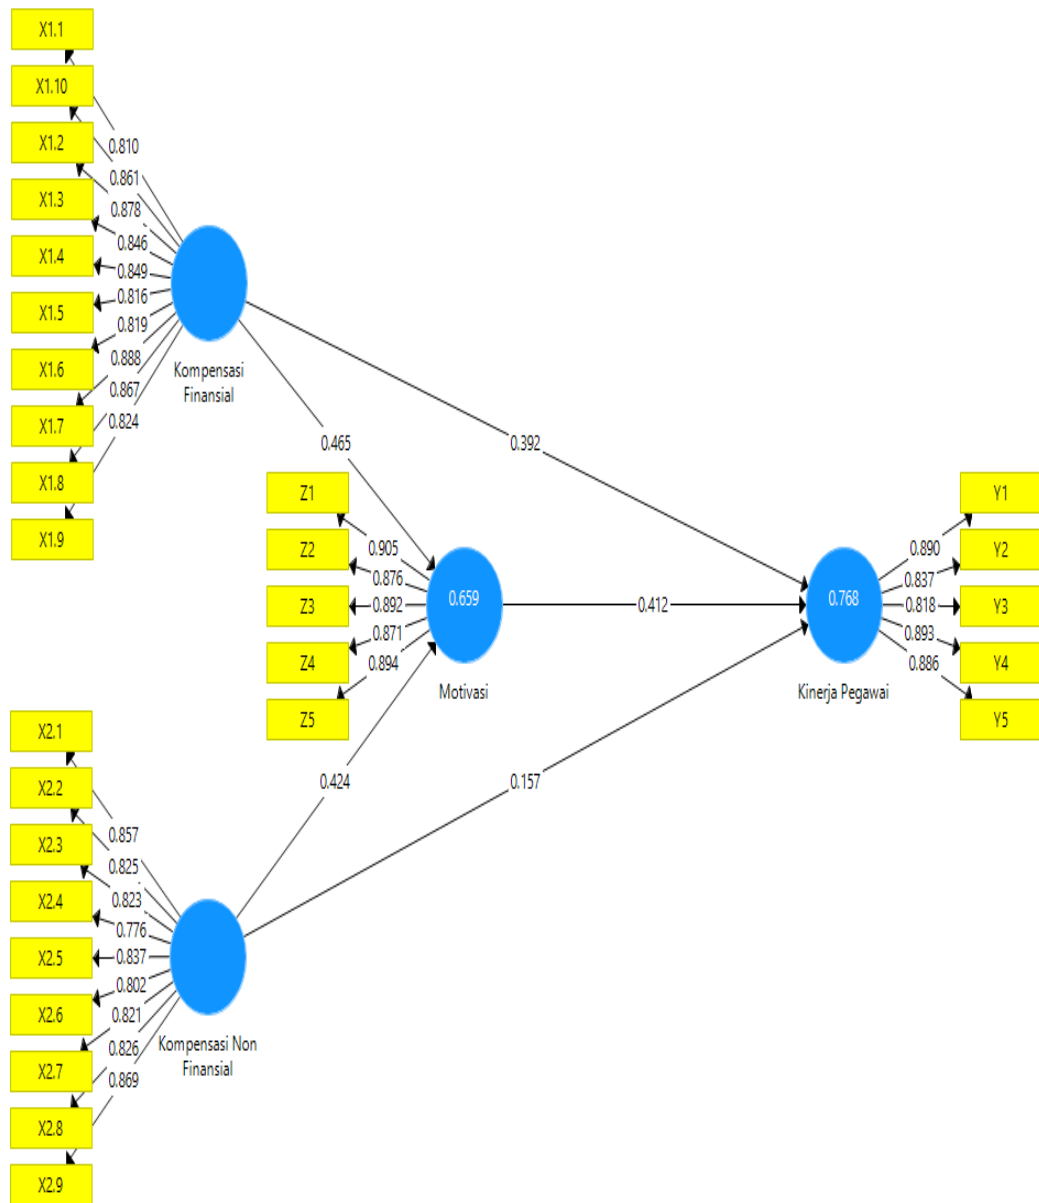 X1.1
X1.10
X1.2
X1.3
X1.4
X1.5
X1.6
X1.7
X1.8
X1.9
0.810
0.861
0.878
0.846
0.849
0.816
0.819
0.888
0.867
0.824
Kompensasi
Finansial
0.465
0.392
Z1
Z2
Z3
Z4
Z5
0.905
0.876
0.892
0.871
0.894
0.659
Motivasi
0.412
0.768
Kinerja Pegawai
0.890
0.837
0.818
0.893
0.886
Y1
Y2
Y3
Y4
Y5
0.424
0.157
X2.1
X2.2
X2.3
X2.4
X2.5
X2.6
X2.7
X2.8
X2.9
0.857
0.825
0.823
0.776
0.837
0.802
0.821
0.826
0.869
Kompensasi Non
Finansial